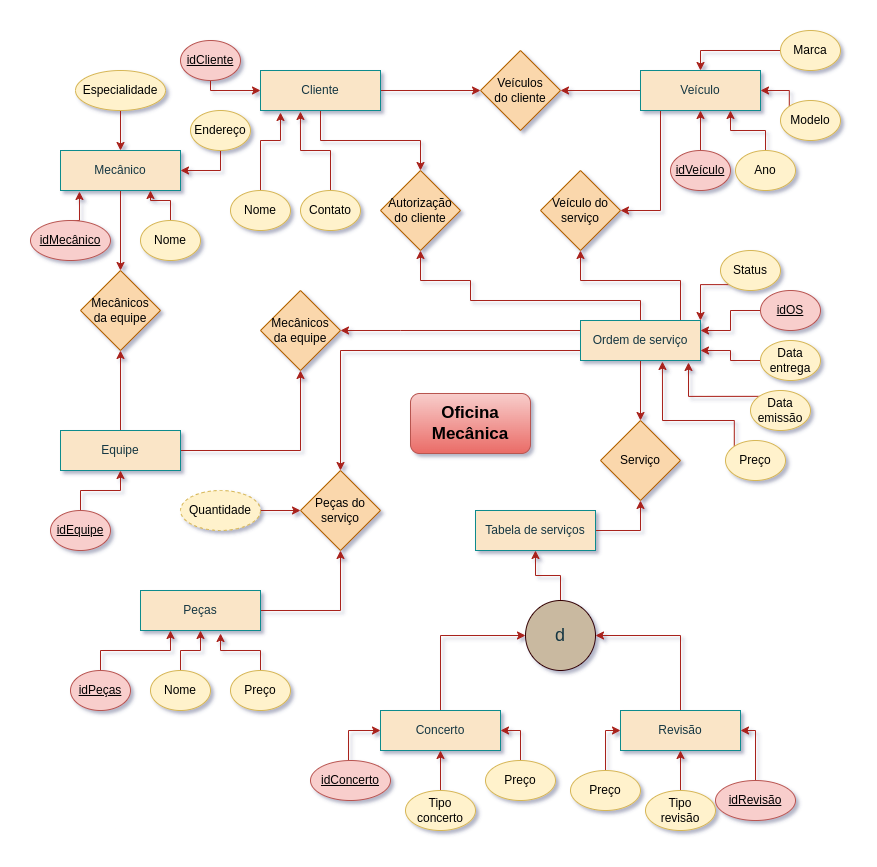 Marca
idCliente
Especialidade
Cliente
Veículos
do cliente
Veículo
Modelo
Endereço
Mecânico
idVeículo
Ano
Nome
Contato
Autorização
do cliente
Veículo do
serviço
idMecânico
Nome
Status
Mecânicos
da equipe
Mecânicos
da equipe
idOS
Ordem de serviço
Data
entrega
Data
emissão
Oficina
Mecânica
Equipe
Serviço
Preço
Quantidade
Peças do
serviço
idEquipe
Tabela de serviços
Peças
d
idPeças
Nome
Preço
Concerto
Revisão
idConcerto
Preço
Preço
Tipo
concerto
Tipo
revisão
idRevisão